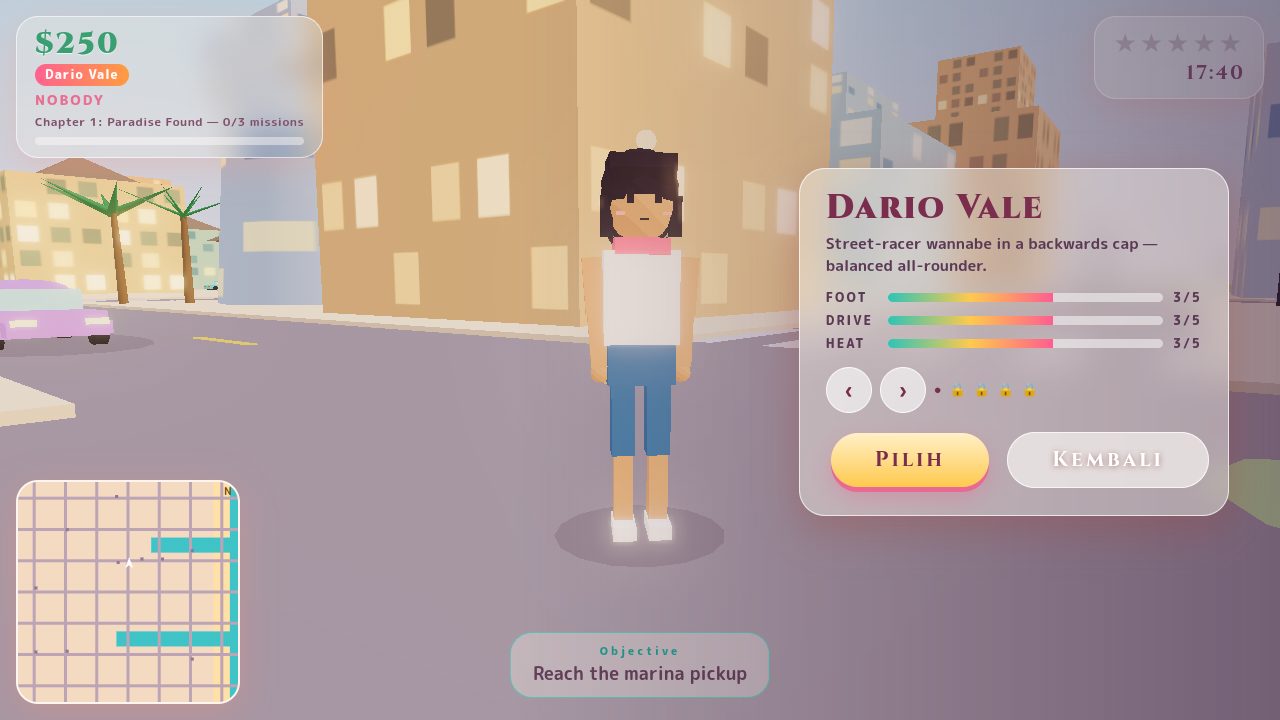 $250
Dario Vale
NOBODY
Chapter 1: Paradise Found — 0/3 missions
★★★★★
17:40
Dario Vale
Street-racer wannabe in a backwards cap —
balanced all-rounder.
FOOT 3/5
DRIVE 3/5
HEAT 3/5
‹ › • 🔒 🔒 🔒 🔒
Pilih Kembali
N
Objective
Reach the marina pickup